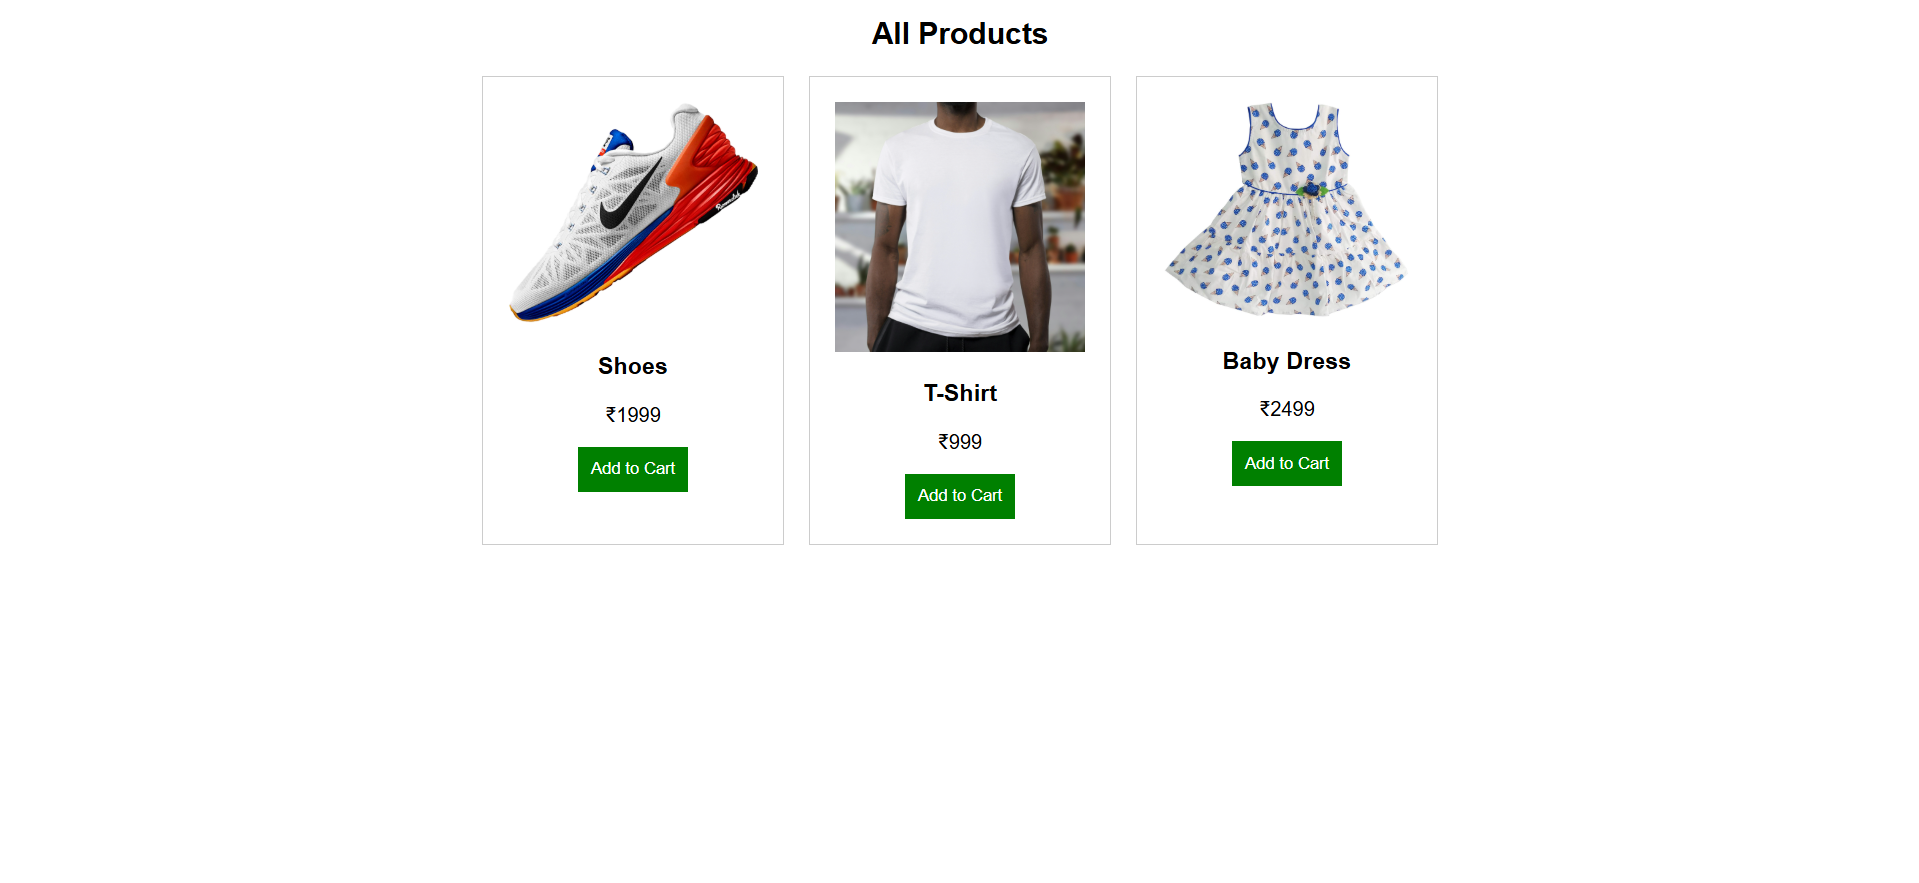 All Products
Shoes
₹1999
Add to Cart
T-Shirt
₹999
Add to Cart
Baby Dress
₹2499
Add to Cart